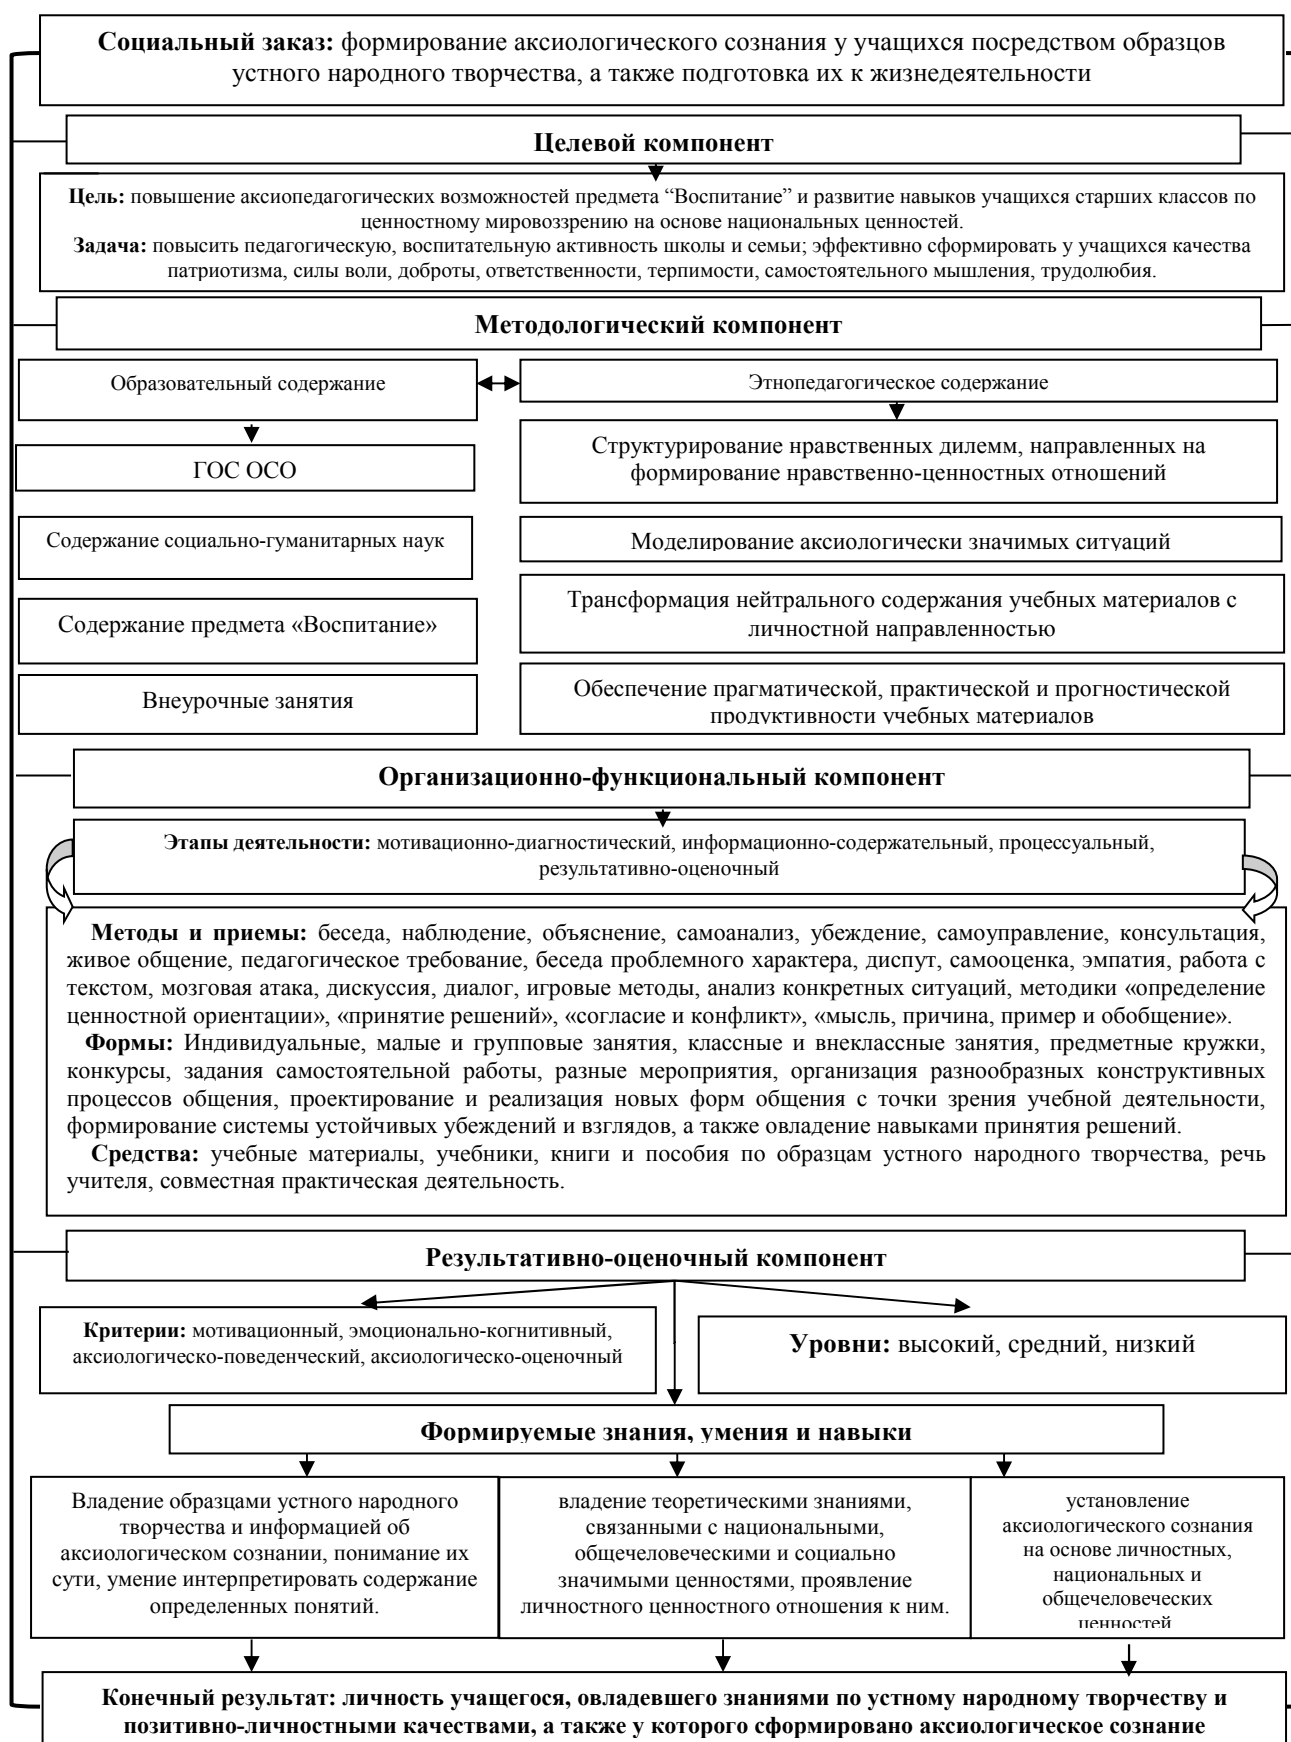 Социальный заказ: формирование аксиологического сознания у учащихся посредством образцов
устного народного творчества, а также подготовка их к жизнедеятельности
Целевой компонент
Цель: повышение аксиопедагогических возможностей предмета “Воспитание” и развитие навыков учащихся старших классов по
ценностному мировоззрению на основе национальных ценностей.
Задача: повысить педагогическую, воспитательную активность школы и семьи; эффективно сформировать у учащихся качества
патриотизма, силы воли, доброты, ответственности, терпимости, самостоятельного мышления, трудолюбия.
Методологический компонент
Образовательный содержание
ГОС ОСО
Содержание социально-гуманитарных наук
Содержание предмета «Воспитание»
Внеурочные занятия
Этнопедагогическое содержание
Структурирование нравственных дилемм, направленных на
формирование нравственно-ценностных отношений
Моделирование аксиологически значимых ситуаций
Трансформация нейтрального содержания учебных материалов с
личностной направленностью
Обеспечение прагматической, практической и прогностической
продуктивности учебных материалов
Организационно-функциональный компонент
Этапы деятельности: мотивационно-диагностический, информационно-содержательный, процессуальный,
результативно-оценочный
Методы и приемы: беседа, наблюдение, объяснение, самоанализ, убеждение, самоуправление, консультация,
живое общение, педагогическое требование, беседа проблемного характера, диспут, самооценка, эмпатия, работа с
текстом, мозговая атака, дискуссия, диалог, игровые методы, анализ конкретных ситуаций, методики «определение
ценностной ориентации», «принятие решений», «согласие и конфликт», «мысль, причина, пример и обобщение».
Формы: Индивидуальные, малые и групповые занятия, классные и внеклассные занятия, предметные кружки,
конкурсы, задания самостоятельной работы, разные мероприятия, организация разнообразных конструктивных
процессов общения, проектирование и реализация новых форм общения с точки зрения учебной деятельности,
формирование системы устойчивых убеждений и взглядов, а также овладение навыками принятия решений.
Средства: учебные материалы, учебники, книги и пособия по образцам устного народного творчества, речь
учителя, совместная практическая деятельность.
Результативно-оценочный компонент
Критерии: мотивационный, эмоционально-когнитивный,
аксиологическо-поведенческий, аксиологическо-оценочный
Уровни: высокий, средний, низкий
Формируемые знания, умения и навыки
Владение образцами устного народного
творчества и информацией об
аксиологическом сознании, понимание их
сути, умение интерпретировать содержание
определенных понятий.
владение теоретическими знаниями,
связанными с национальными,
общечеловеческими и социально
значимыми ценностями, проявление
личностного ценностного отношения к ним.
установление
аксиологического сознания
на основе личностных,
национальных и
общечеловеческих
ценностей
Конечный результат: личность учащегося, овладевшего знаниями по устному народному творчеству и
позитивно-личностными качествами, а также у которого сформировано аксиологическое сознание